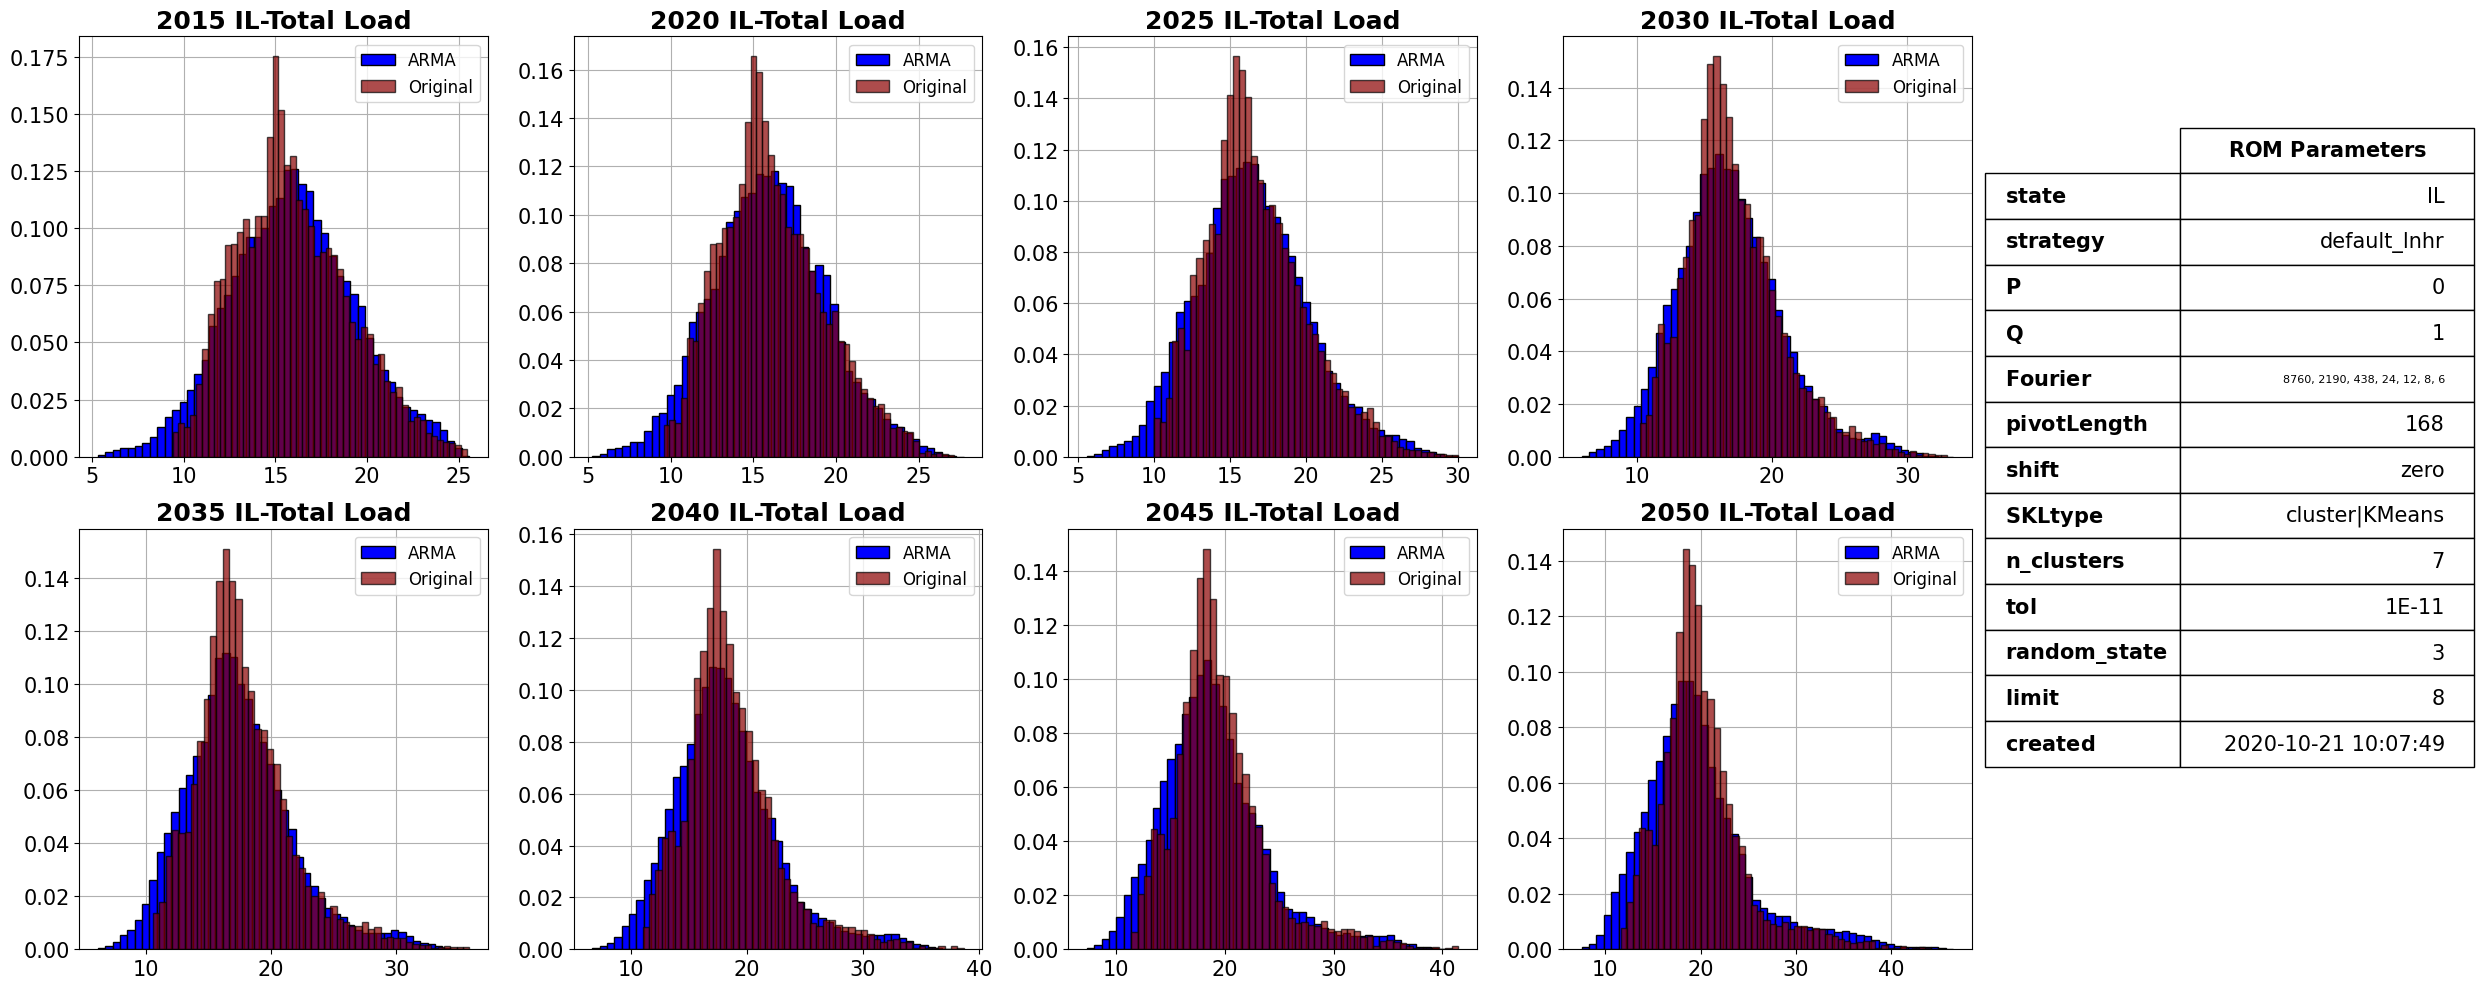 2015 IL-Total Load
0.175
0.150
0.125
0.100
0.075
0.050
0.025
0.000
5 10 15 20 25
ARMA
Original
2020 IL-Total Load
0.16
0.14
0.12
0.10
0.08
0.06
0.04
0.02
0.00
5 10 15 20 25
ARMA
Original
2025 IL-Total Load
0.16
0.14
0.12
0.10
0.08
0.06
0.04
0.02
0.00
5 10 15 20 25 30
ARMA
Original
2030 IL-Total Load
0.14
0.12
0.10
0.08
0.06
0.04
0.02
0.00
10 20 30
ARMA
Original
2035 IL-Total Load
0.14
0.12
0.10
0.08
0.06
0.04
0.02
0.00
10 20 30
ARMA
Original
2040 IL-Total Load
0.16
0.14
0.12
0.10
0.08
0.06
0.04
0.02
0.00
10 20 30 40
ARMA
Original
2045 IL-Total Load
0.14
0.12
0.10
0.08
0.06
0.04
0.02
0.00
10 20 30 40
ARMA
Original
2050 IL-Total Load
0.14
0.12
0.10
0.08
0.06
0.04
0.02
0.00
10 20 30 40
ARMA
Original
ROM Parameters
state IL
strategy default_lnhr
P 0
Q 1
Fourier 8760, 2190, 438, 24, 12, 8, 6
pivotLength 168
shift zero
SKLtype cluster|KMeans
n_clusters 7
tol 1E-11
random_state 3
limit 8
created 2020-10-21 10:07:49